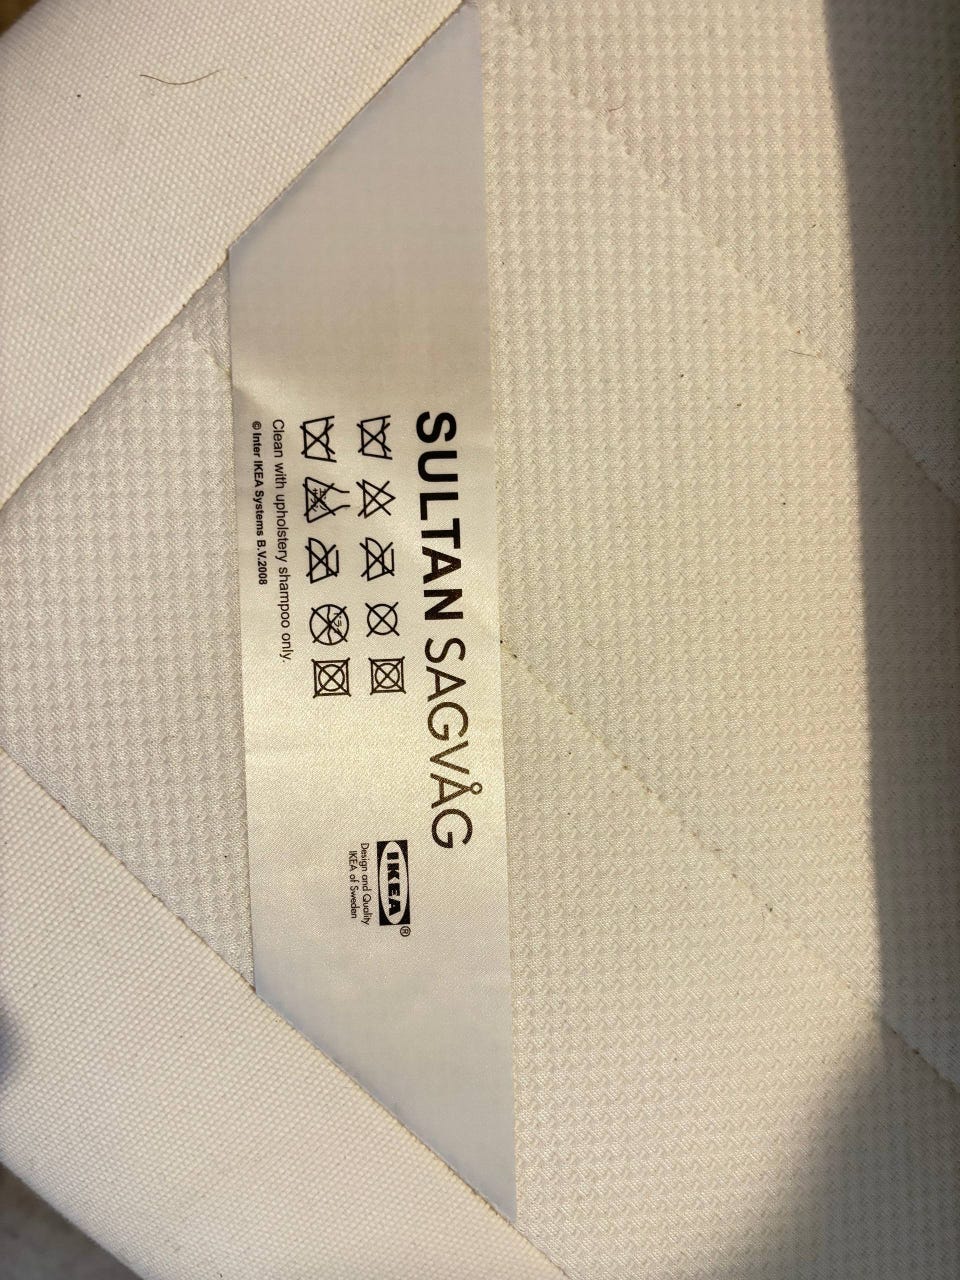 SULTAN SAGVÅG
Clean with upholstery shampoo only.
© Inter IKEA Systems B.V.2008
IKEA®
Design and Quality
IKEA of Sweden